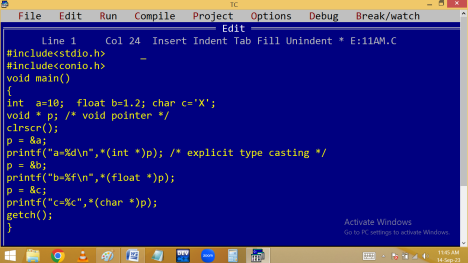 TC
File Edit Run Compile Project Options Debug Break/watch
Edit
Line 1 Col 24 Insert Indent Tab Fill Unindent * E:11AM.C
#include<stdio.h>
#include<conio.h>
void main()
{
int a=10; float b=1.2; char c='X';
void * p; /* void pointer */
clrscr();
p = &a;
printf("a=%d\n",*(int *)p); /* explicit type casting */
p = &b;
printf("b=%f\n",*(float *)p);
p = &c;
printf("c=%c",*(char *)p);
getch();
}
Activate Windows
Go to PC settings to activate Windows.
DEV
zoom
11:45 AM
14-Sep-23